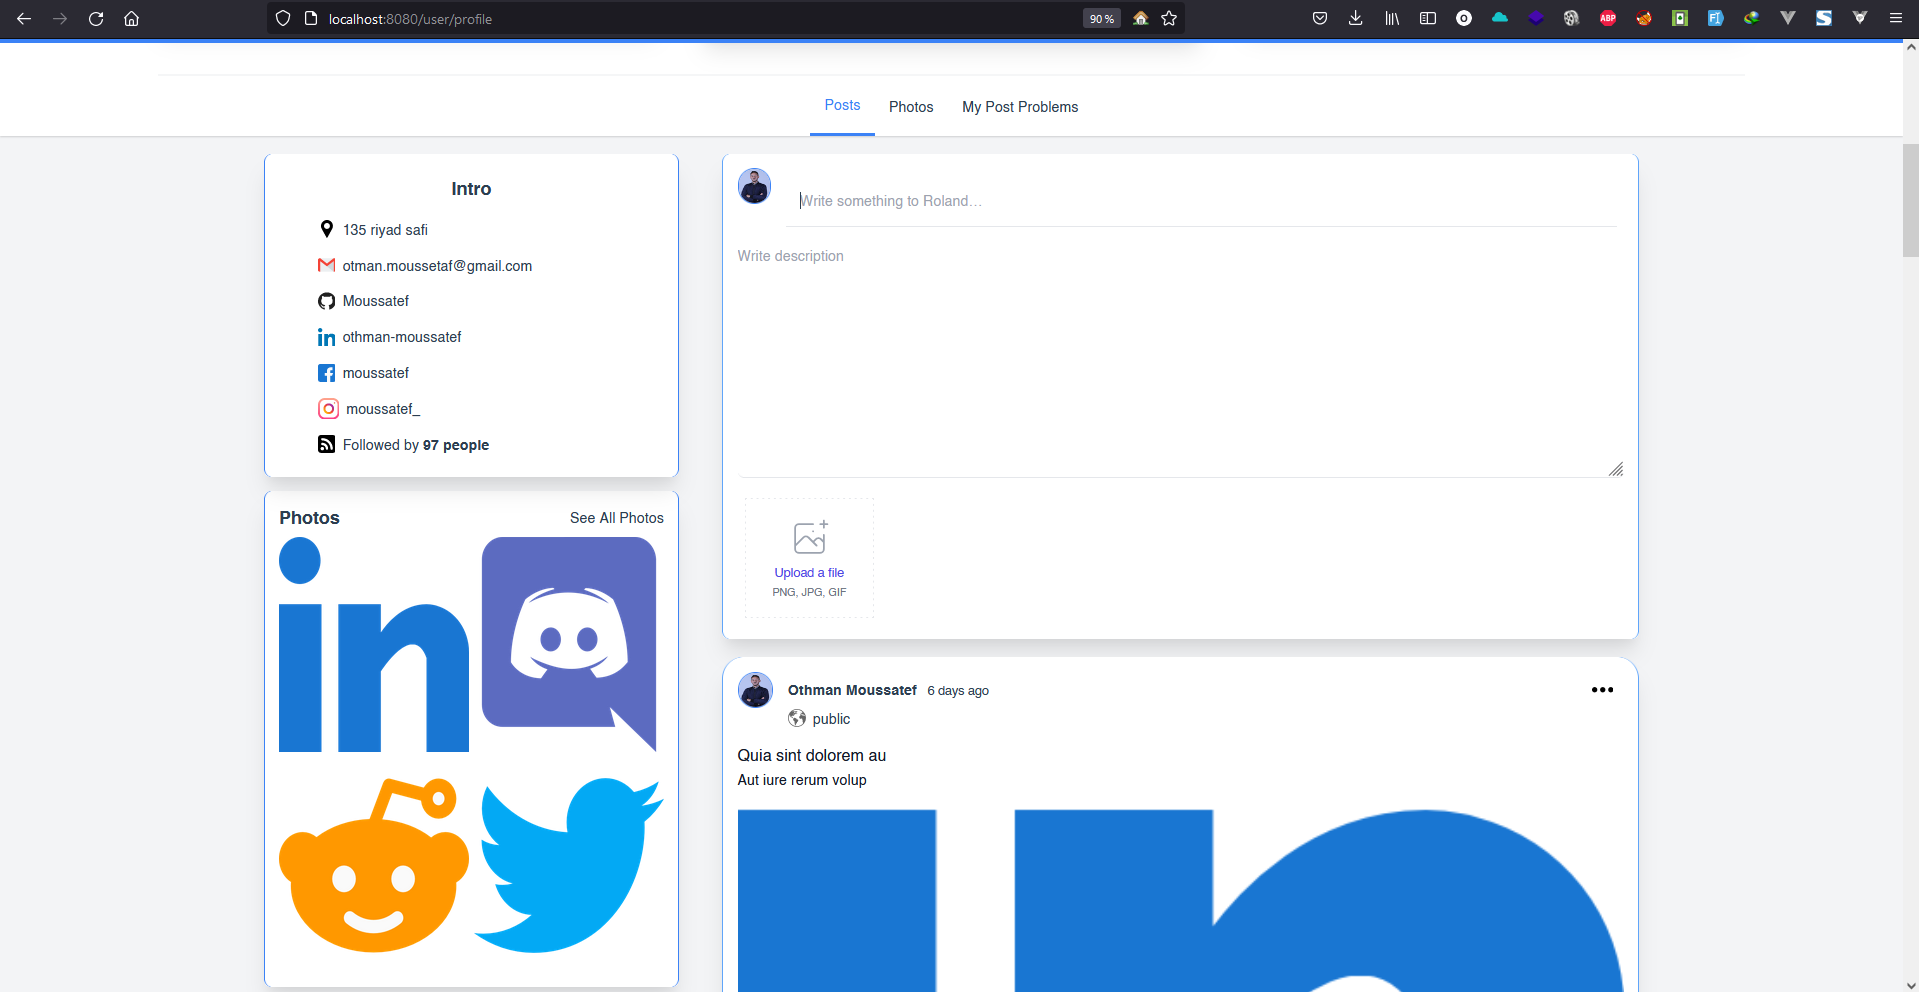 localhost:8080/user/profile
90 %
ABP
Posts
Photos
My Post Problems
Intro
135 riyad safi
otman.moussetaf@gmail.com
Moussatef
othman-moussatef
moussatef
moussatef_
Followed by 97 people
Photos
See All Photos
Write something to Roland…
Write description
Upload a file
PNG, JPG, GIF
Othman Moussatef 6 days ago
public
Quia sint dolorem au
Aut iure rerum volup